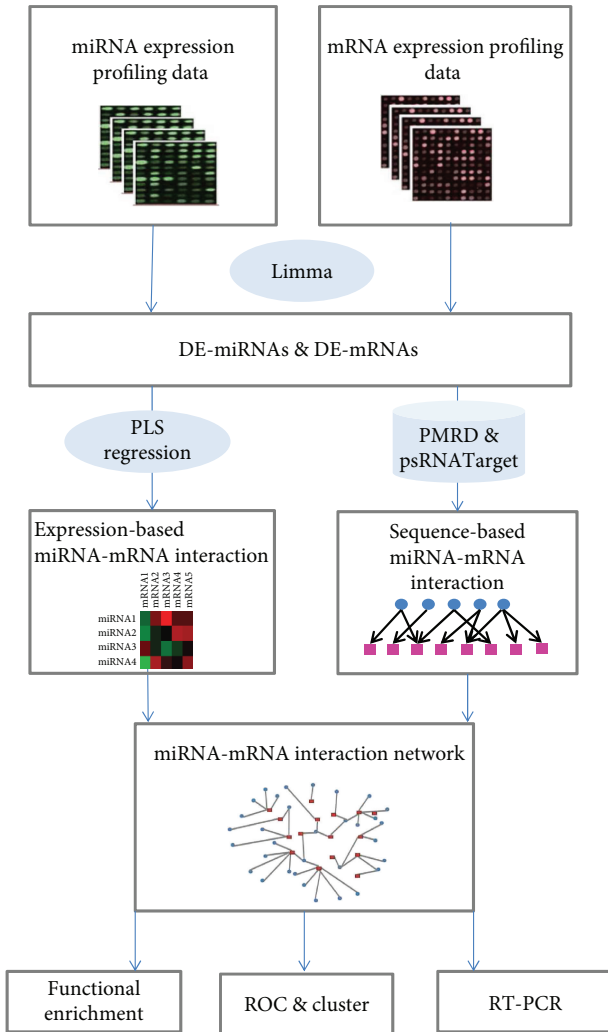 miRNA expression
profiling data
mRNA expression profiling
data
Limma
DE-miRNAs & DE-mRNAs
PLS
regression
PMRD &
psRNATarget
Expression-based
miRNA-mRNA interaction
mRNA1
mRNA2
mRNA3
mRNA4
mRNA5
miRNA1
miRNA2
miRNA3
miRNA4
Sequence-based
miRNA-mRNA
interaction
miRNA-mRNA interaction network
Functional
enrichment
ROC & cluster
RT-PCR